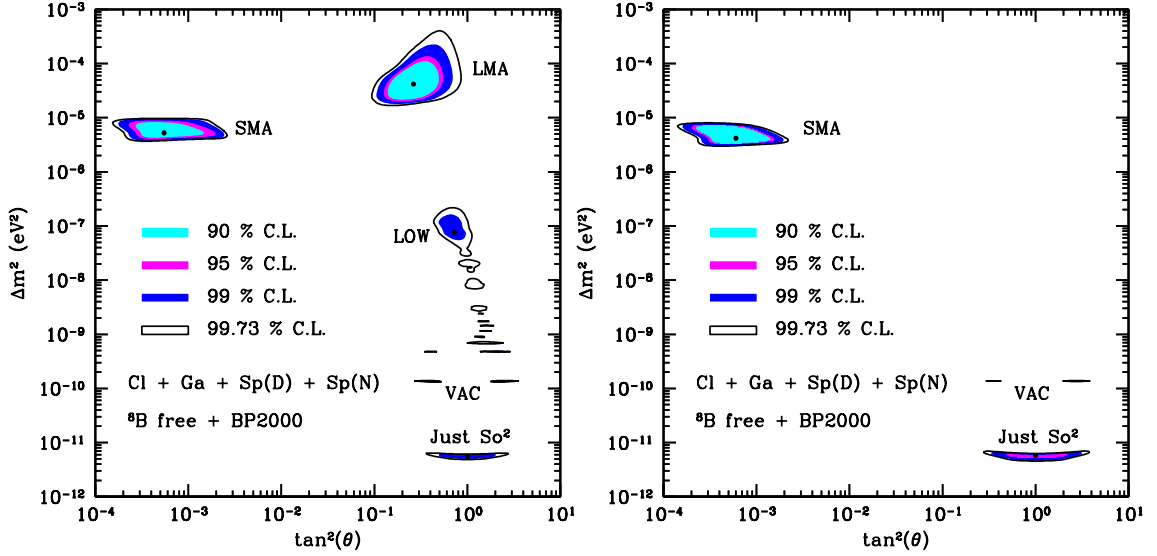 10⁻³
10⁻⁴
10⁻⁵
10⁻⁶
10⁻⁷
10⁻⁸
10⁻⁹
10⁻¹⁰
10⁻¹¹
10⁻¹²
Δm² (eV²)
LMA
SMA
LOW
90 % C.L.
95 % C.L.
99 % C.L.
99.73 % C.L.
Cl + Ga + Sp(D) + Sp(N)
VAC
⁸B free + BP2000
Just So²
10⁻⁴ 10⁻³ 10⁻² 10⁻¹ 10⁰ 10¹
tan²(θ)
10⁻³
10⁻⁴
10⁻⁵
10⁻⁶
10⁻⁷
10⁻⁸
10⁻⁹
10⁻¹⁰
10⁻¹¹
10⁻¹²
Δm² (eV²)
SMA
90 % C.L.
95 % C.L.
99 % C.L.
99.73 % C.L.
Cl + Ga + Sp(D) + Sp(N)
VAC
⁸B free + BP2000
Just So²
10⁻⁴ 10⁻³ 10⁻² 10⁻¹ 10⁰ 10¹
tan²(θ)